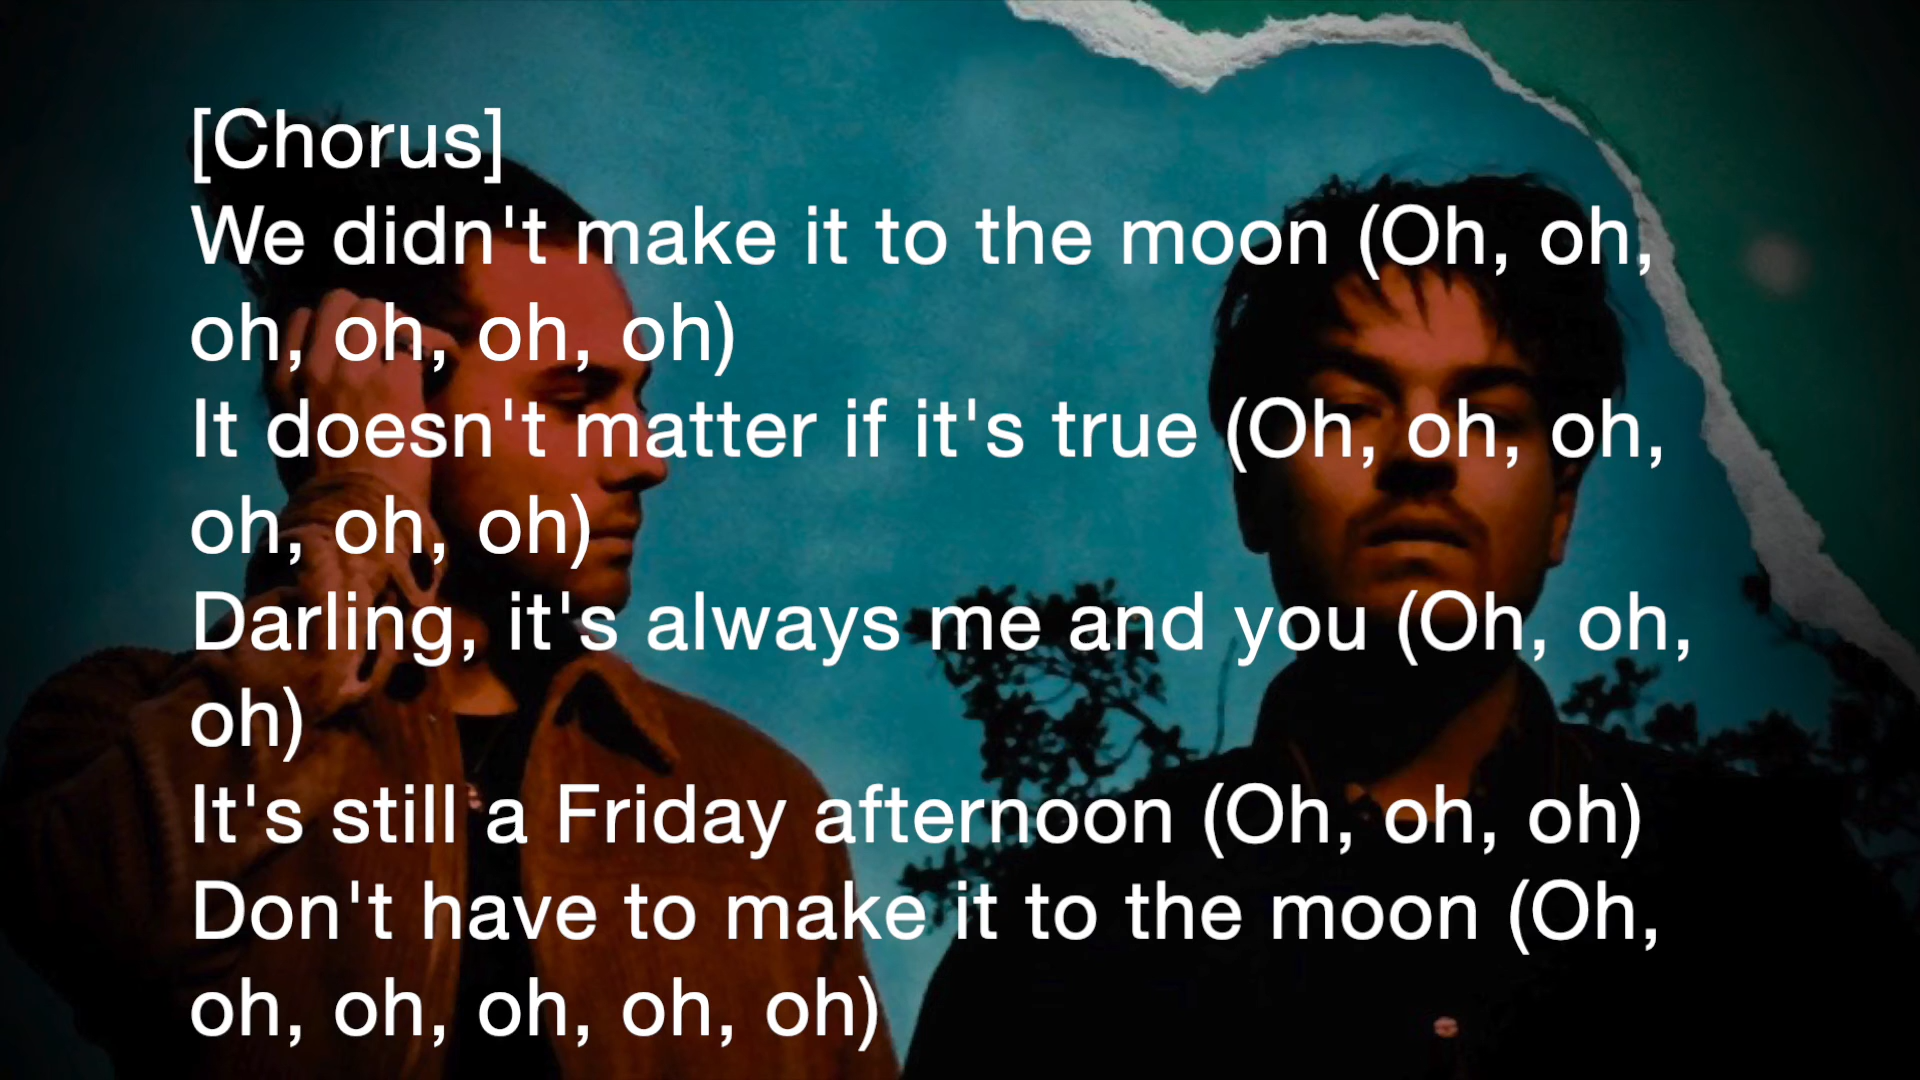 [Chorus]
We didn't make it to the moon (Oh, oh,
oh, oh, oh, oh)
It doesn't matter if it's true (Oh, oh, oh,
oh, oh, oh)
Darling, it's always me and you (Oh, oh,
oh)
It's still a Friday afternoon (Oh, oh, oh)
Don't have to make it to the moon (Oh,
oh, oh, oh, oh, oh)